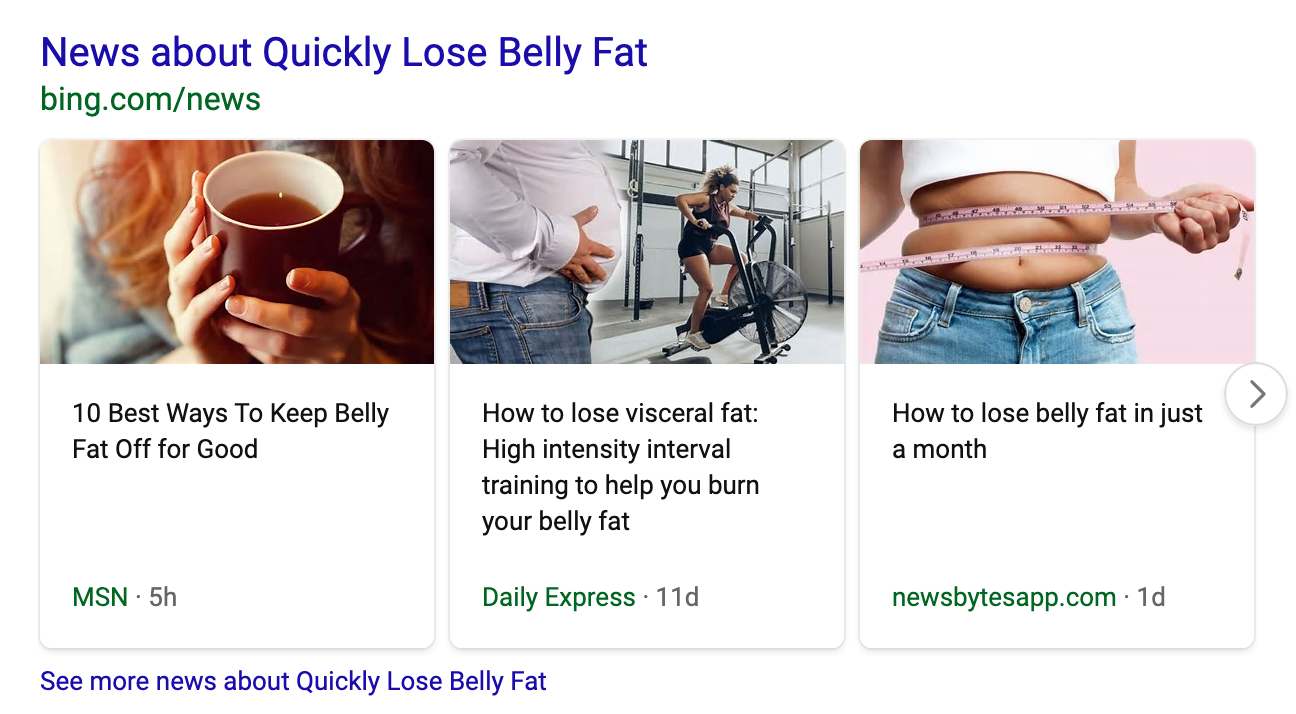 News about Quickly Lose Belly Fat
bing.com/news
10 Best Ways To Keep Belly
Fat Off for Good
MSN · 5h
How to lose visceral fat:
High intensity interval
training to help you burn
your belly fat
Daily Express · 11d
How to lose belly fat in just
a month
newsbytesapp.com · 1d
See more news about Quickly Lose Belly Fat